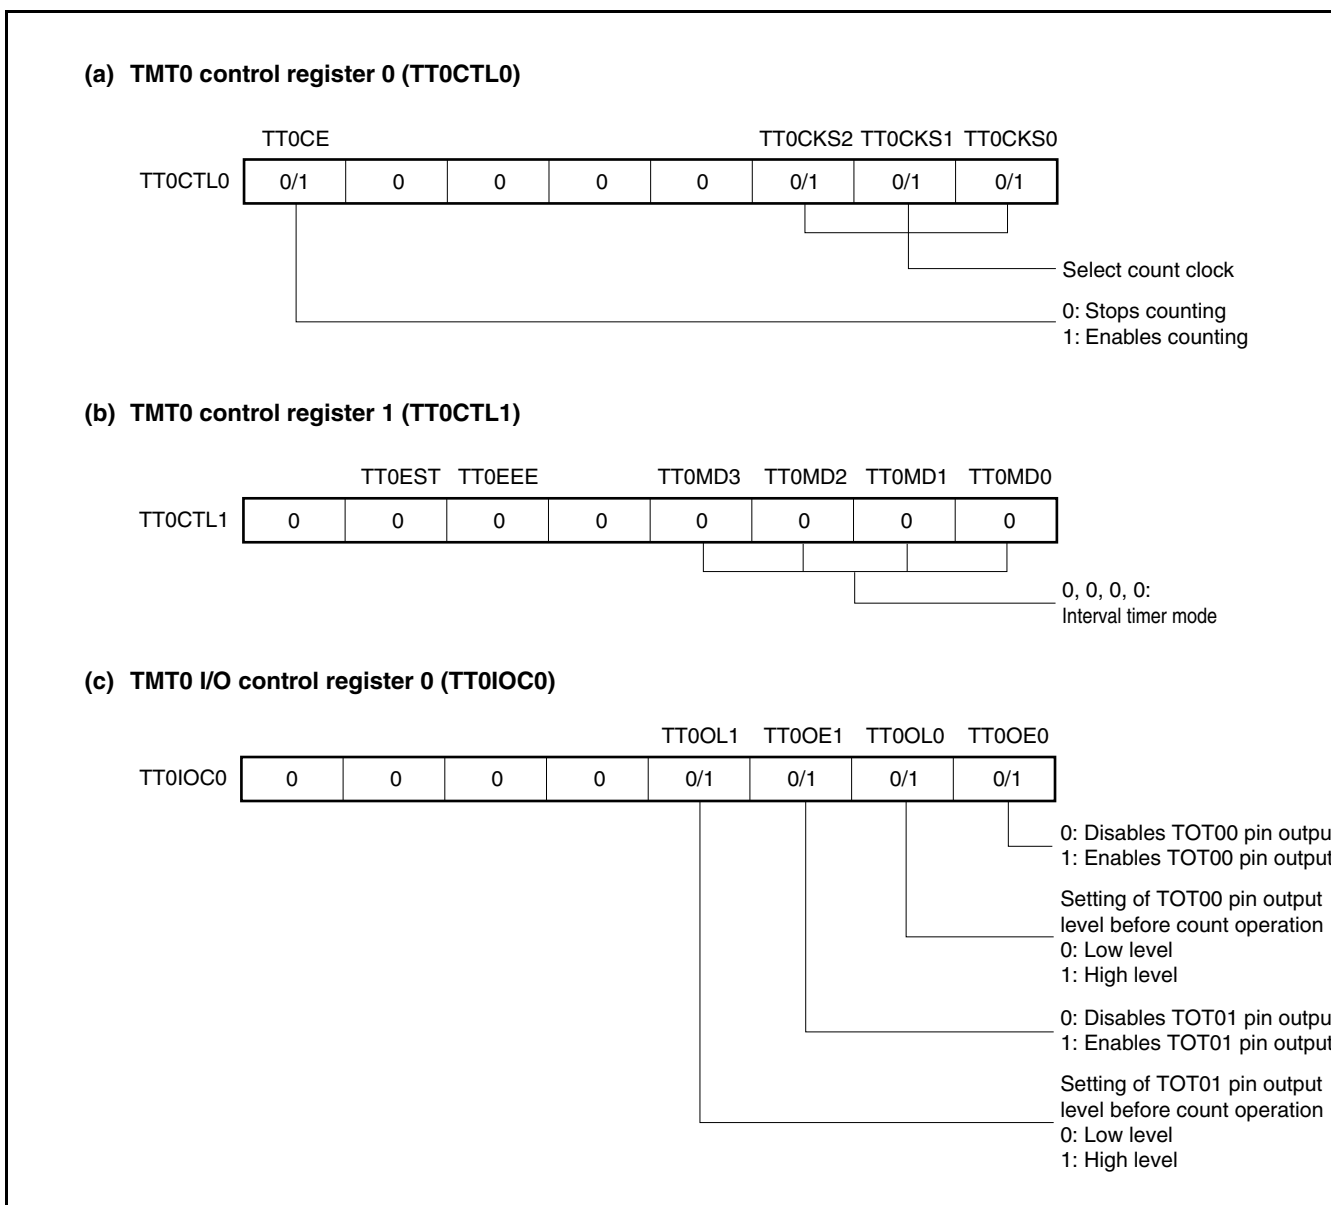 (a) TMT0 control register 0 (TT0CTL0)
TT0CE TT0CKS2 TT0CKS1 TT0CKS0
TT0CTL0 0/1 0 0 0 0 0/1 0/1 0/1
Select count clock
0: Stops counting
1: Enables counting
(b) TMT0 control register 1 (TT0CTL1)
TT0EST TT0EEE TT0MD3 TT0MD2 TT0MD1 TT0MD0
TT0CTL1 0 0 0 0 0 0 0 0
0, 0, 0, 0:
Interval timer mode
(c) TMT0 I/O control register 0 (TT0IOC0)
TT0OL1 TT0OE1 TT0OL0 TT0OE0
TT0IOC0 0 0 0 0 0/1 0/1 0/1 0/1
0: Disables TOT00 pin outpu
1: Enables TOT00 pin output
Setting of TOT00 pin output
level before count operation
0: Low level
1: High level
0: Disables TOT01 pin outpu
1: Enables TOT01 pin output
Setting of TOT01 pin output
level before count operation
0: Low level
1: High level